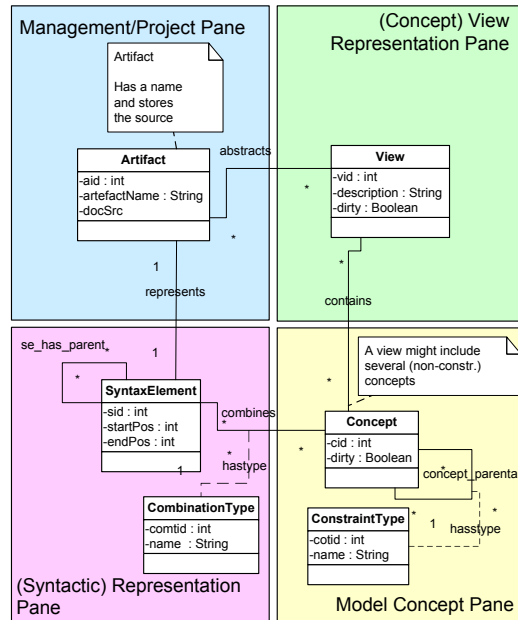 Management/Project Pane
(Concept) View
Representation Pane
Artifact
Has a name
and stores
the source
abstracts
Artifact
-aid : int
-artefactName : String
-docSrc
*
View
-vid : int
-description : String
-dirty : Boolean
*
*
1
represents
contains
1
*
se_has_parent
*
*
SyntaxElement
-sid : int
-startPos : int
-endPos : int
1
combines
*
*
*
hastype
CombinationType
-comtid : int
-name : String
(Syntactic) Representation
Pane
A view might include
several (non-constr.)
concepts
Concept
-cid : int
-dirty : Boolean
*
concept_parenta
*
*
1
hasstype
ConstraintType
-cotid : int
-name : String
Model Concept Pane